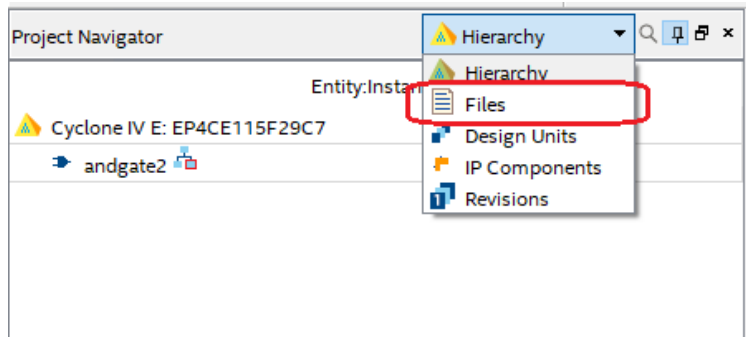 Project Navigator
Hierarchy
Hierarchy
Entity:Instan
Files
Cyclone IV E: EP4CE115F29C7
Design Units
andgate2
IP Components
Revisions